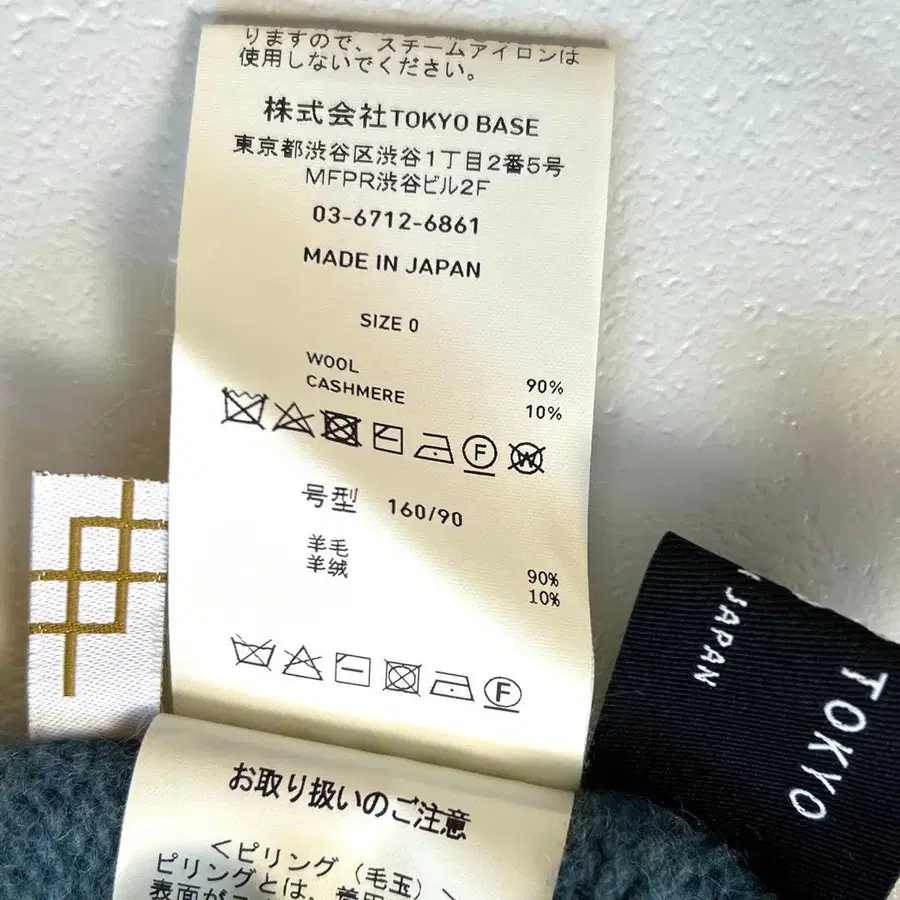 りますので、スチームアイロンは
使用しないでください。
株式会社TOKYO BASE
東京都渋谷区渋谷1丁目2番5号
MFPR渋谷ビル2F
03-6712-6861
MADE IN JAPAN
SIZE 0
WOOL 90%
CASHMERE 10%
F W
号型 160/90
羊毛 90%
羊绒 10%
F
お取り扱いのご注意
＜ピリング（毛玉）＞
ピリングとは、着用
表面が
JAPAN
TOKYO